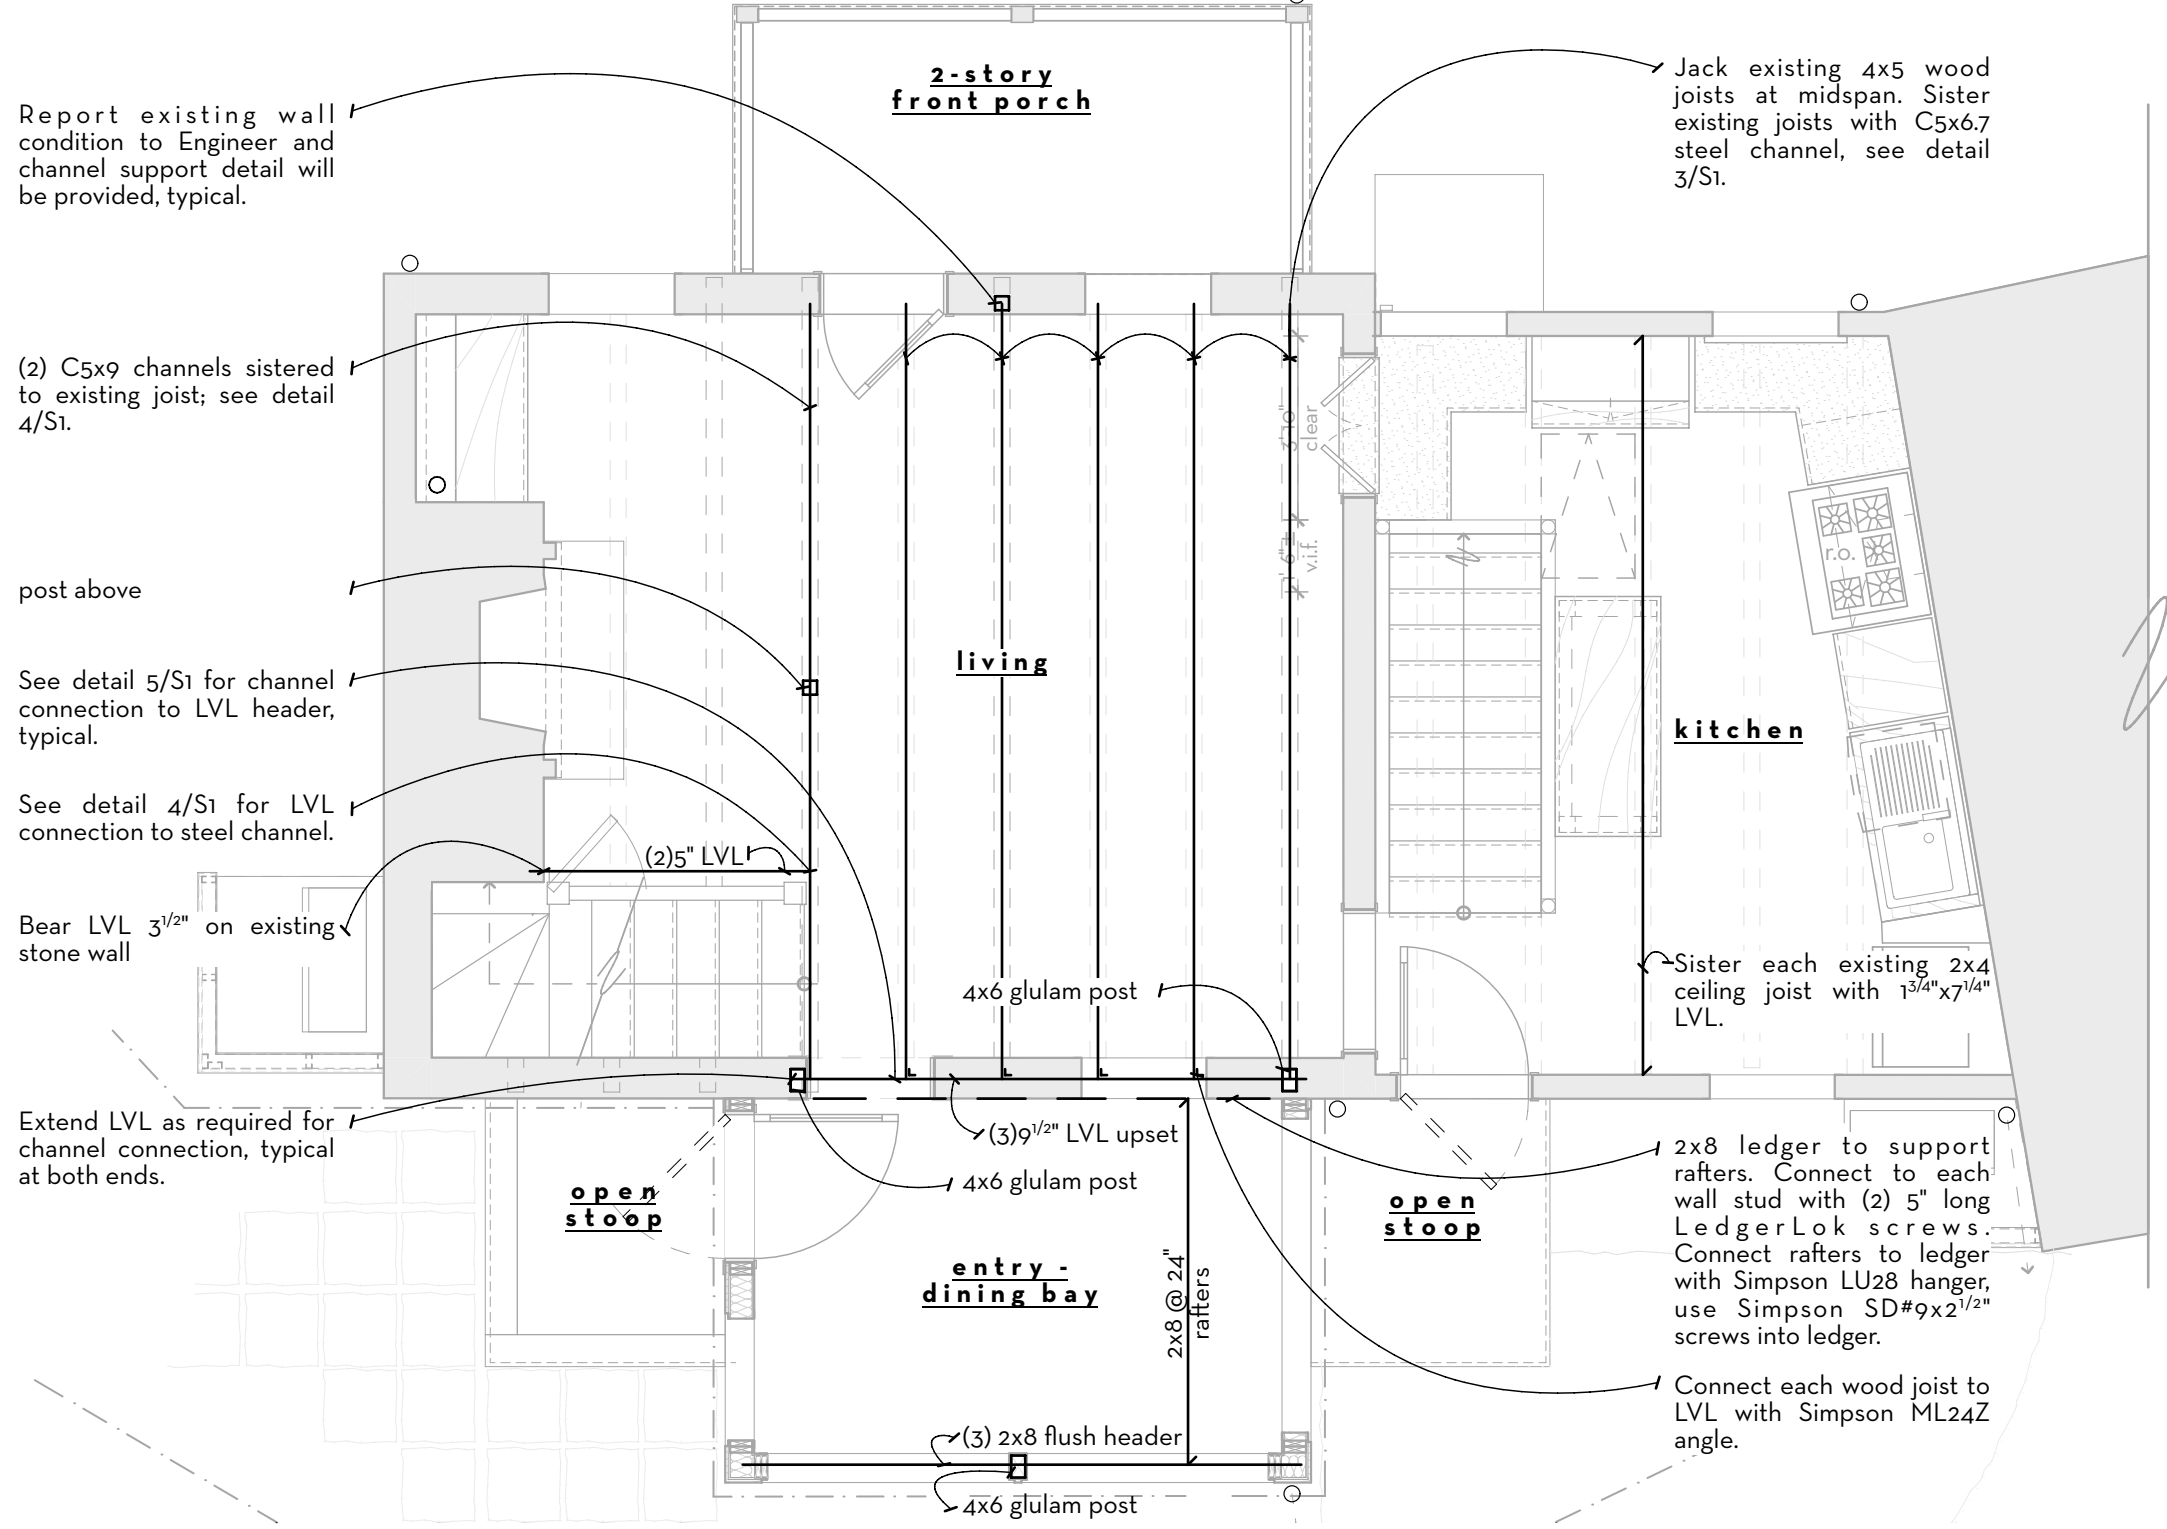 2-story
front porch
Report existing wall
condition to Engineer and
channel support detail will
be provided, typical.
Jack existing 4x5 wood
joists at midspan. Sister
existing joists with C5x6.7
steel channel, see detail
3/S1.
(2) C5x9 channels sistered
to existing joist; see detail
4/S1.
3'10"
clear
1' 6"±
v.i.f.
r.o.
post above
living
See detail 5/S1 for channel
connection to LVL header,
typical.
kitchen
See detail 4/S1 for LVL
connection to steel channel.
(2)5" LVL
Bear LVL 3 1/2" on existing
stone wall
4x6 glulam post
Sister each existing 2x4
ceiling joist with 1 3/4"x7 1/4"
LVL.
Extend LVL as required for
channel connection, typical
at both ends.
(3)9 1/2" LVL upset
4x6 glulam post
open
stoop
open
stoop
2x8 ledger to support
rafters. Connect to each
wall stud with (2) 5" long
LedgerLok screws.
Connect rafters to ledger
with Simpson LU28 hanger,
use Simpson SD#9x2 1/2"
screws into ledger.
entry -
dining bay
2x8 @ 24"
rafters
Connect each wood joist to
LVL with Simpson ML24Z
angle.
(3) 2x8 flush header
4x6 glulam post